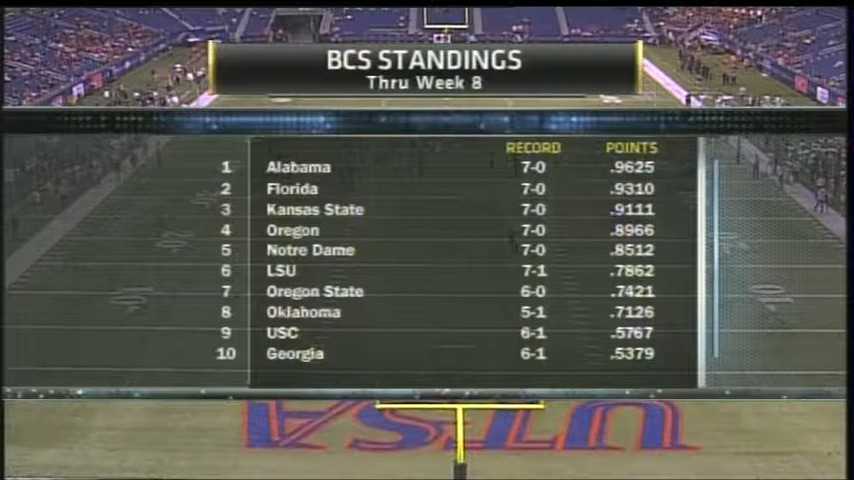 BCS STANDINGS
Thru Week 8
RECORD POINTS
1 Alabama 7-0 .9625
2 Florida 7-0 .9310
3 Kansas State 7-0 .9111
4 Oregon 7-0 .8966
5 Notre Dame 7-0 .8512
6 LSU 7-1 .7862
7 Oregon State 6-0 .7421
8 Oklahoma 5-1 .7126
9 USC 6-1 .5767
10 Georgia 6-1 .5379
UTSA